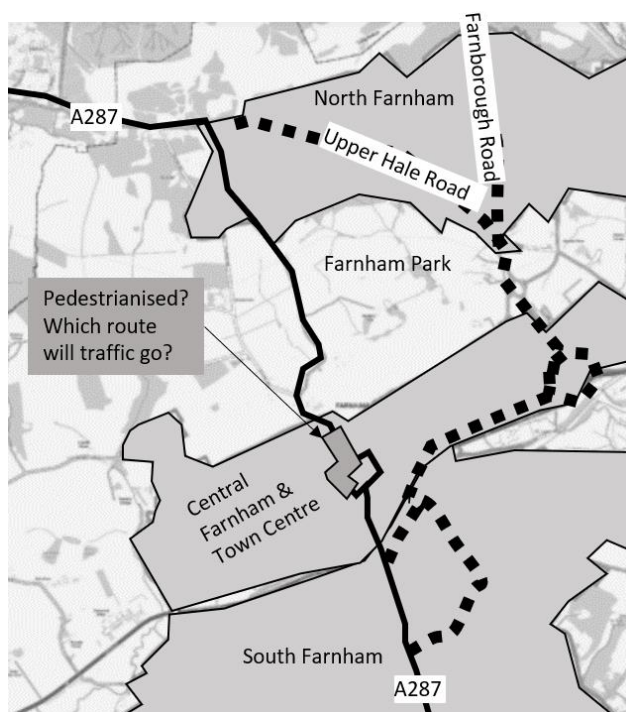 Farnborough Road
North Farnham
A287
Upper Hale Road
Farnham Park
Pedestrianised?
Which route
will traffic go?
Central
Farnham &
Town Centre
South Farnham
A287